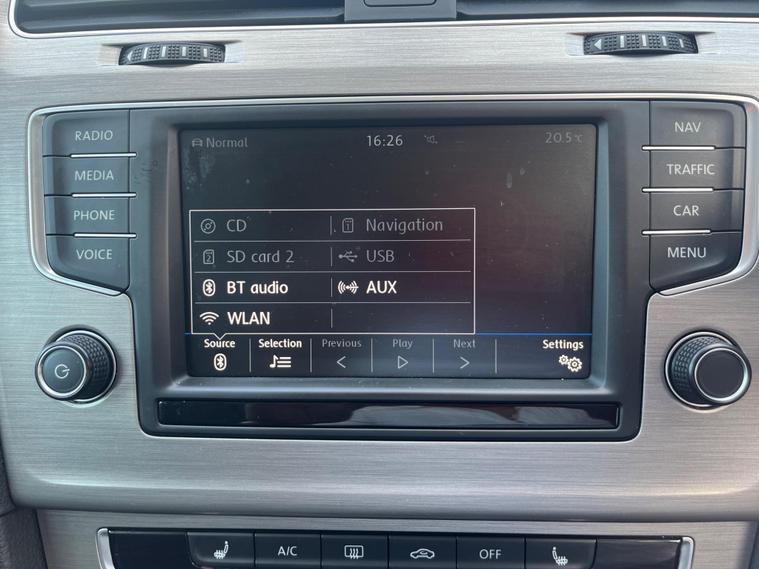 RADIO
MEDIA
PHONE
VOICE
NAV
TRAFFIC
CAR
MENU
Normal 16:26 20.5°C
CD Navigation
SD card 2 USB
BT audio AUX
WLAN
Source Selection Previous Play Next Settings
A/C OFF